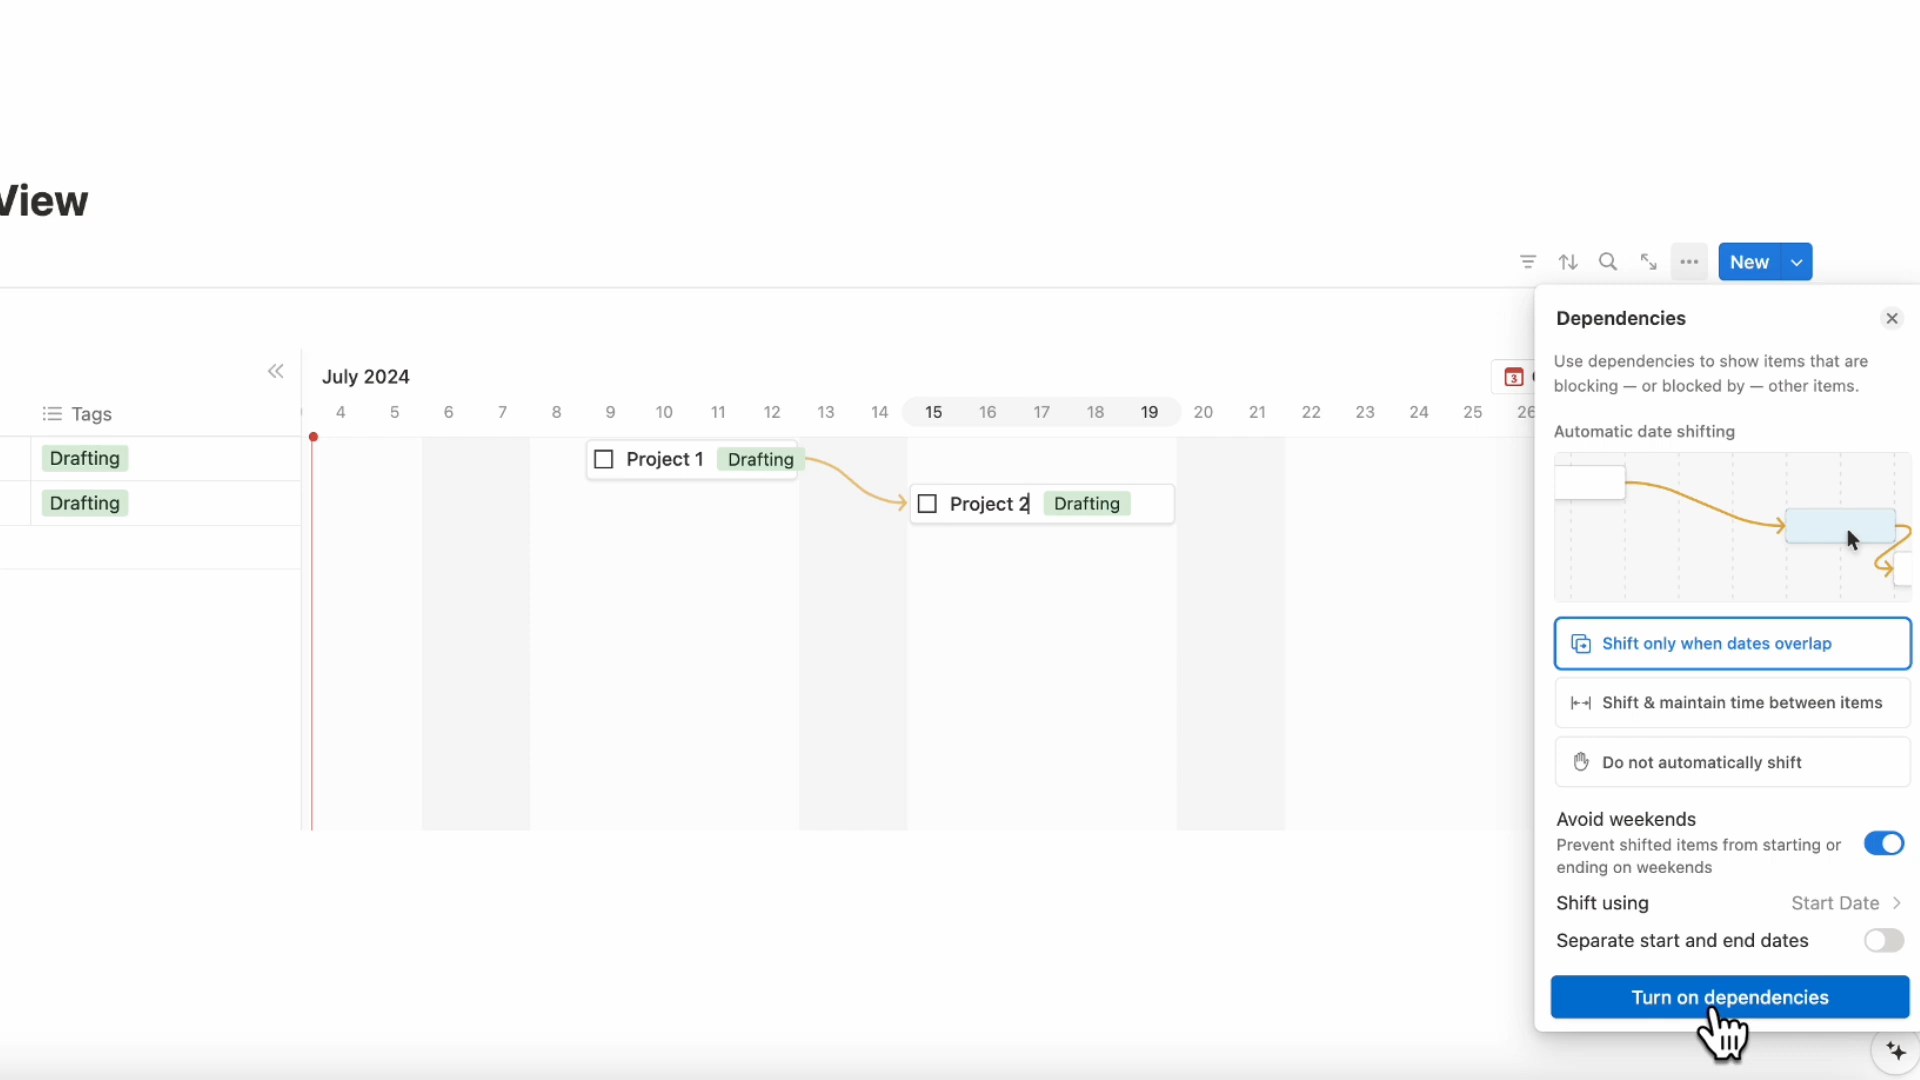 View
New
Dependencies
Use dependencies to show items that are
blocking — or blocked by — other items.
July 2024
3
Tags
4 5 6 7 8 9 10 11 12 13 14 15 16 17 18 19 20 21 22 23 24 25 26
Automatic date shifting
Drafting
Project 1 Drafting
Drafting
Project 2 Drafting
Shift only when dates overlap
Shift & maintain time between items
Do not automatically shift
Avoid weekends
Prevent shifted items from starting or
ending on weekends
Shift using Start Date
Separate start and end dates
Turn on dependencies